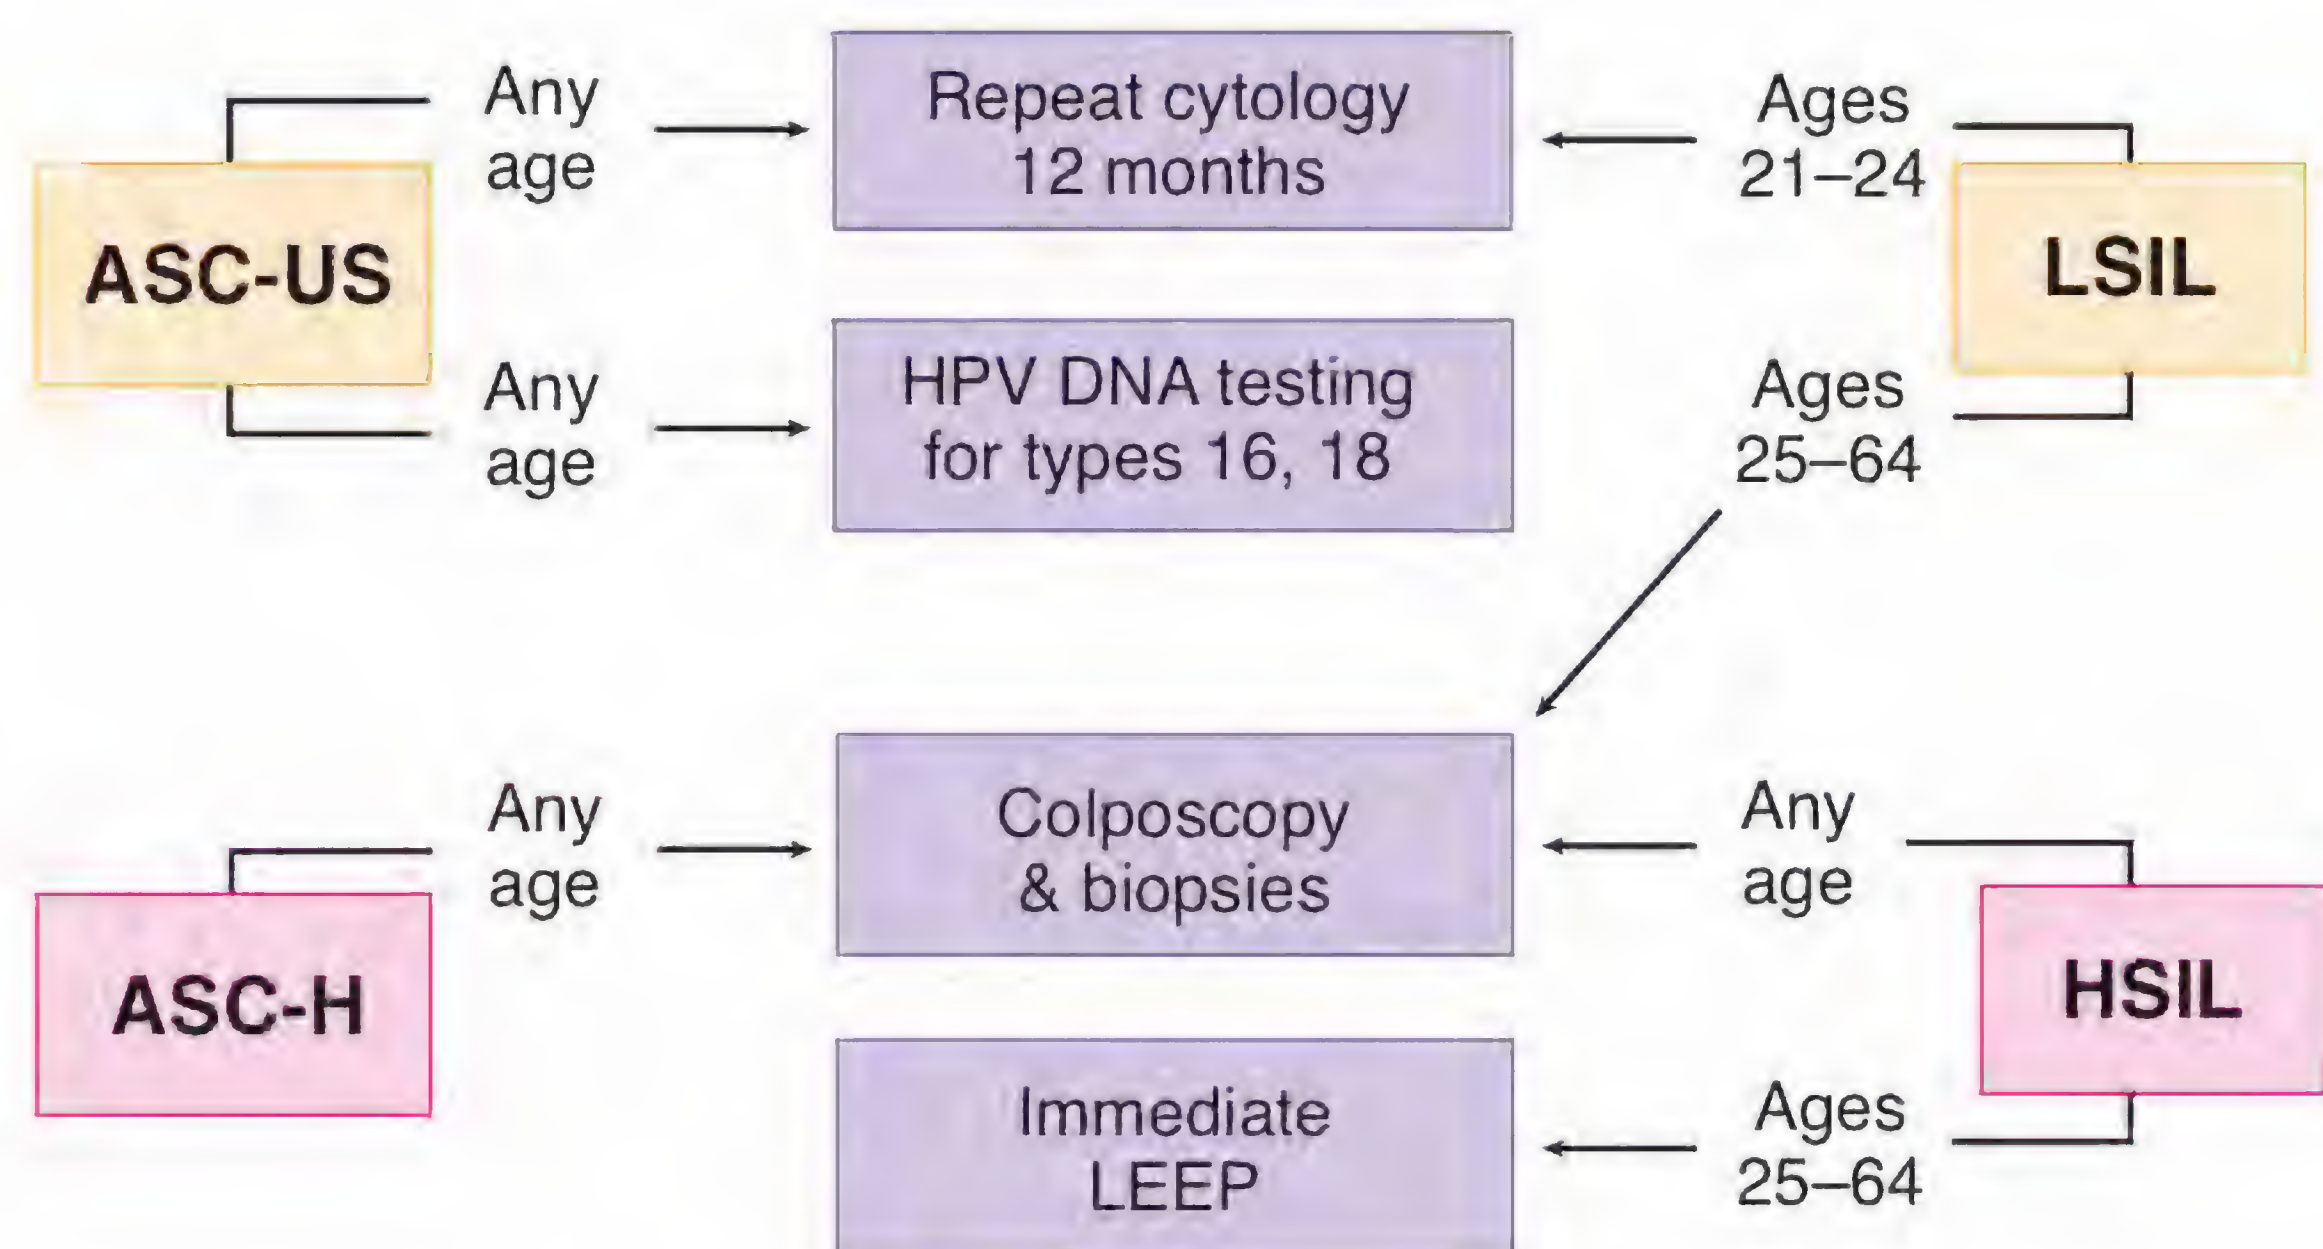 Any
age
Repeat cytology
12 months
Ages
21–24
ASC-US
LSIL
Any
age
HPV DNA testing
for types 16, 18
Ages
25–64
Any
age
Colposcopy
& biopsies
Any
age
ASC-H
HSIL
Immediate
LEEP
Ages
25–64